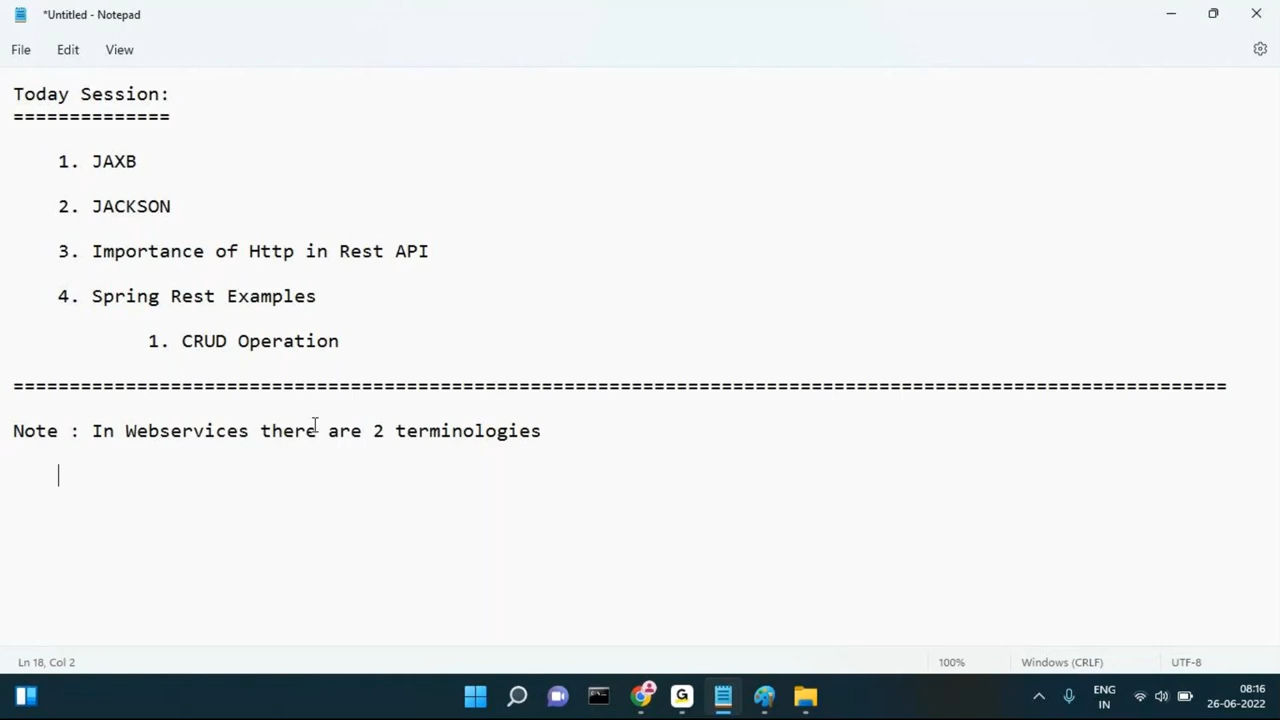 *Untitled - Notepad
File Edit View
Today Session:
==============
1. JAXB
2. JACKSON
3. Importance of Http in Rest API
4. Spring Rest Examples
1. CRUD Operation
============================================================================================================
Note : In Webservices there are 2 terminologies
Ln 18, Col 2 100% Windows (CRLF) UTF-8
G ENG 08:16
IN 26-06-2022